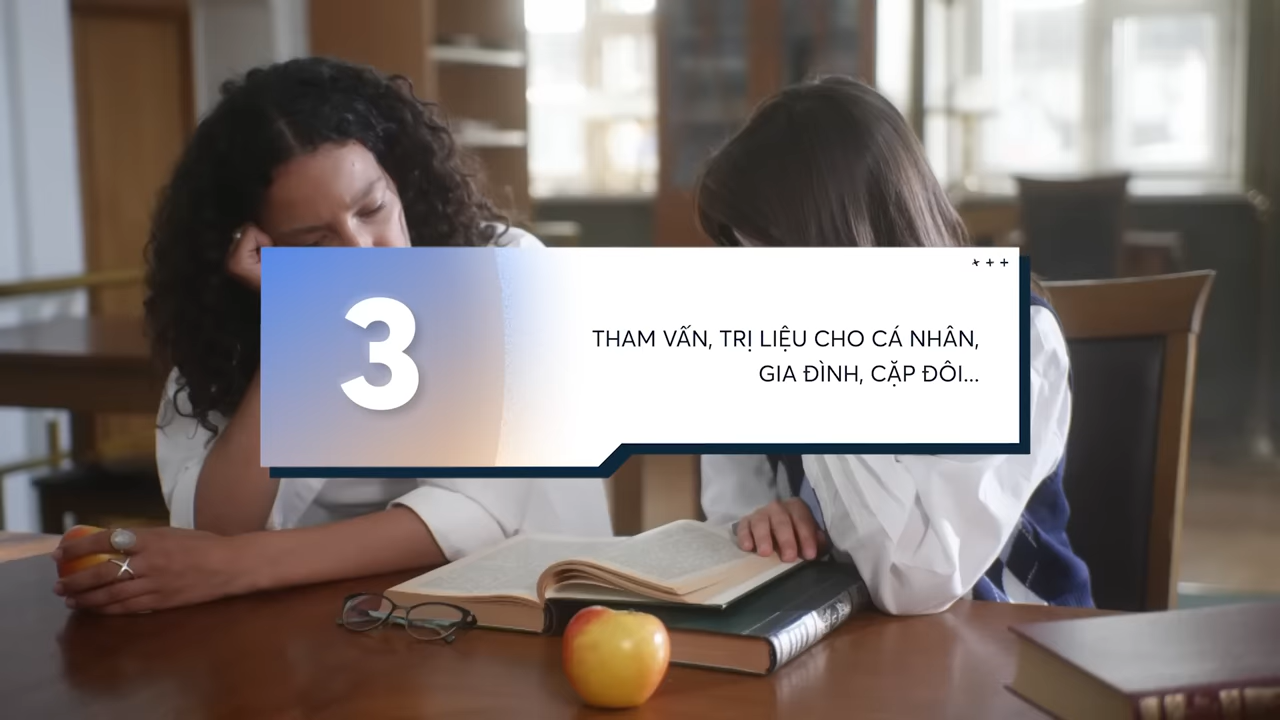 3
THAM VẤN, TRỊ LIỆU CHO CÁ NHÂN,
GIA ĐÌNH, CẶP ĐÔI...